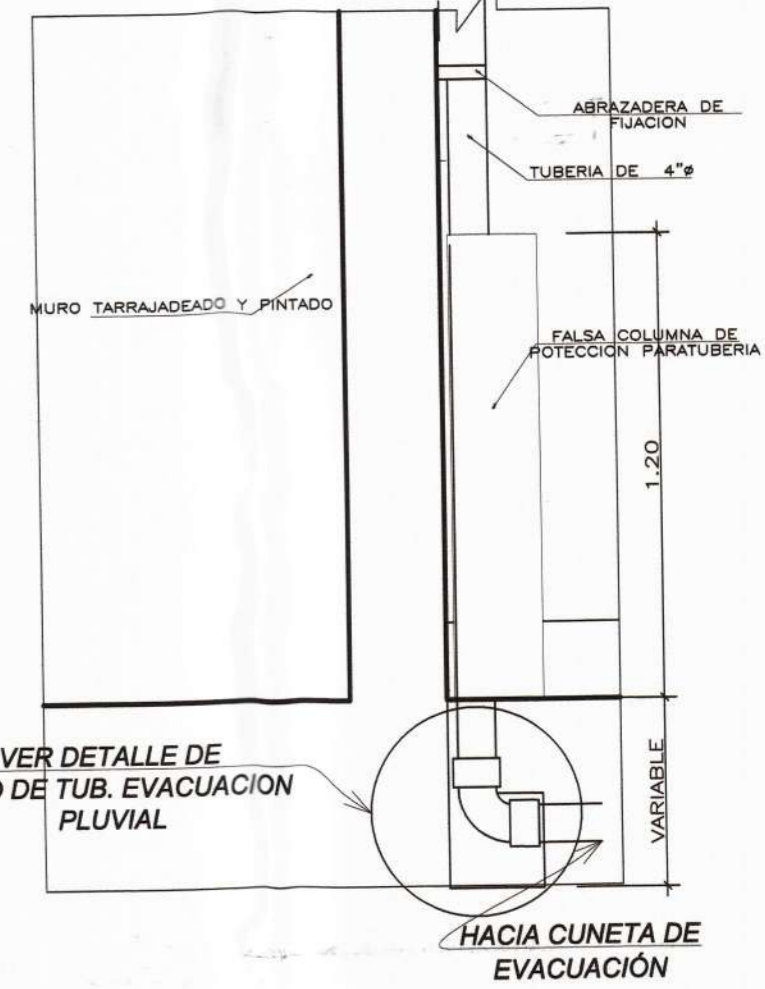 ABRAZADERA DE
FIJACION
TUBERIA DE 4"ø
MURO TARRAJADEADO Y PINTADO
FALSA COLUMNA DE
POTECCION PARATUBERIA
1.20
VER DETALLE DE
DE TUB. EVACUACION
PLUVIAL
VARIABLE
HACIA CUNETA DE
EVACUACIÓN